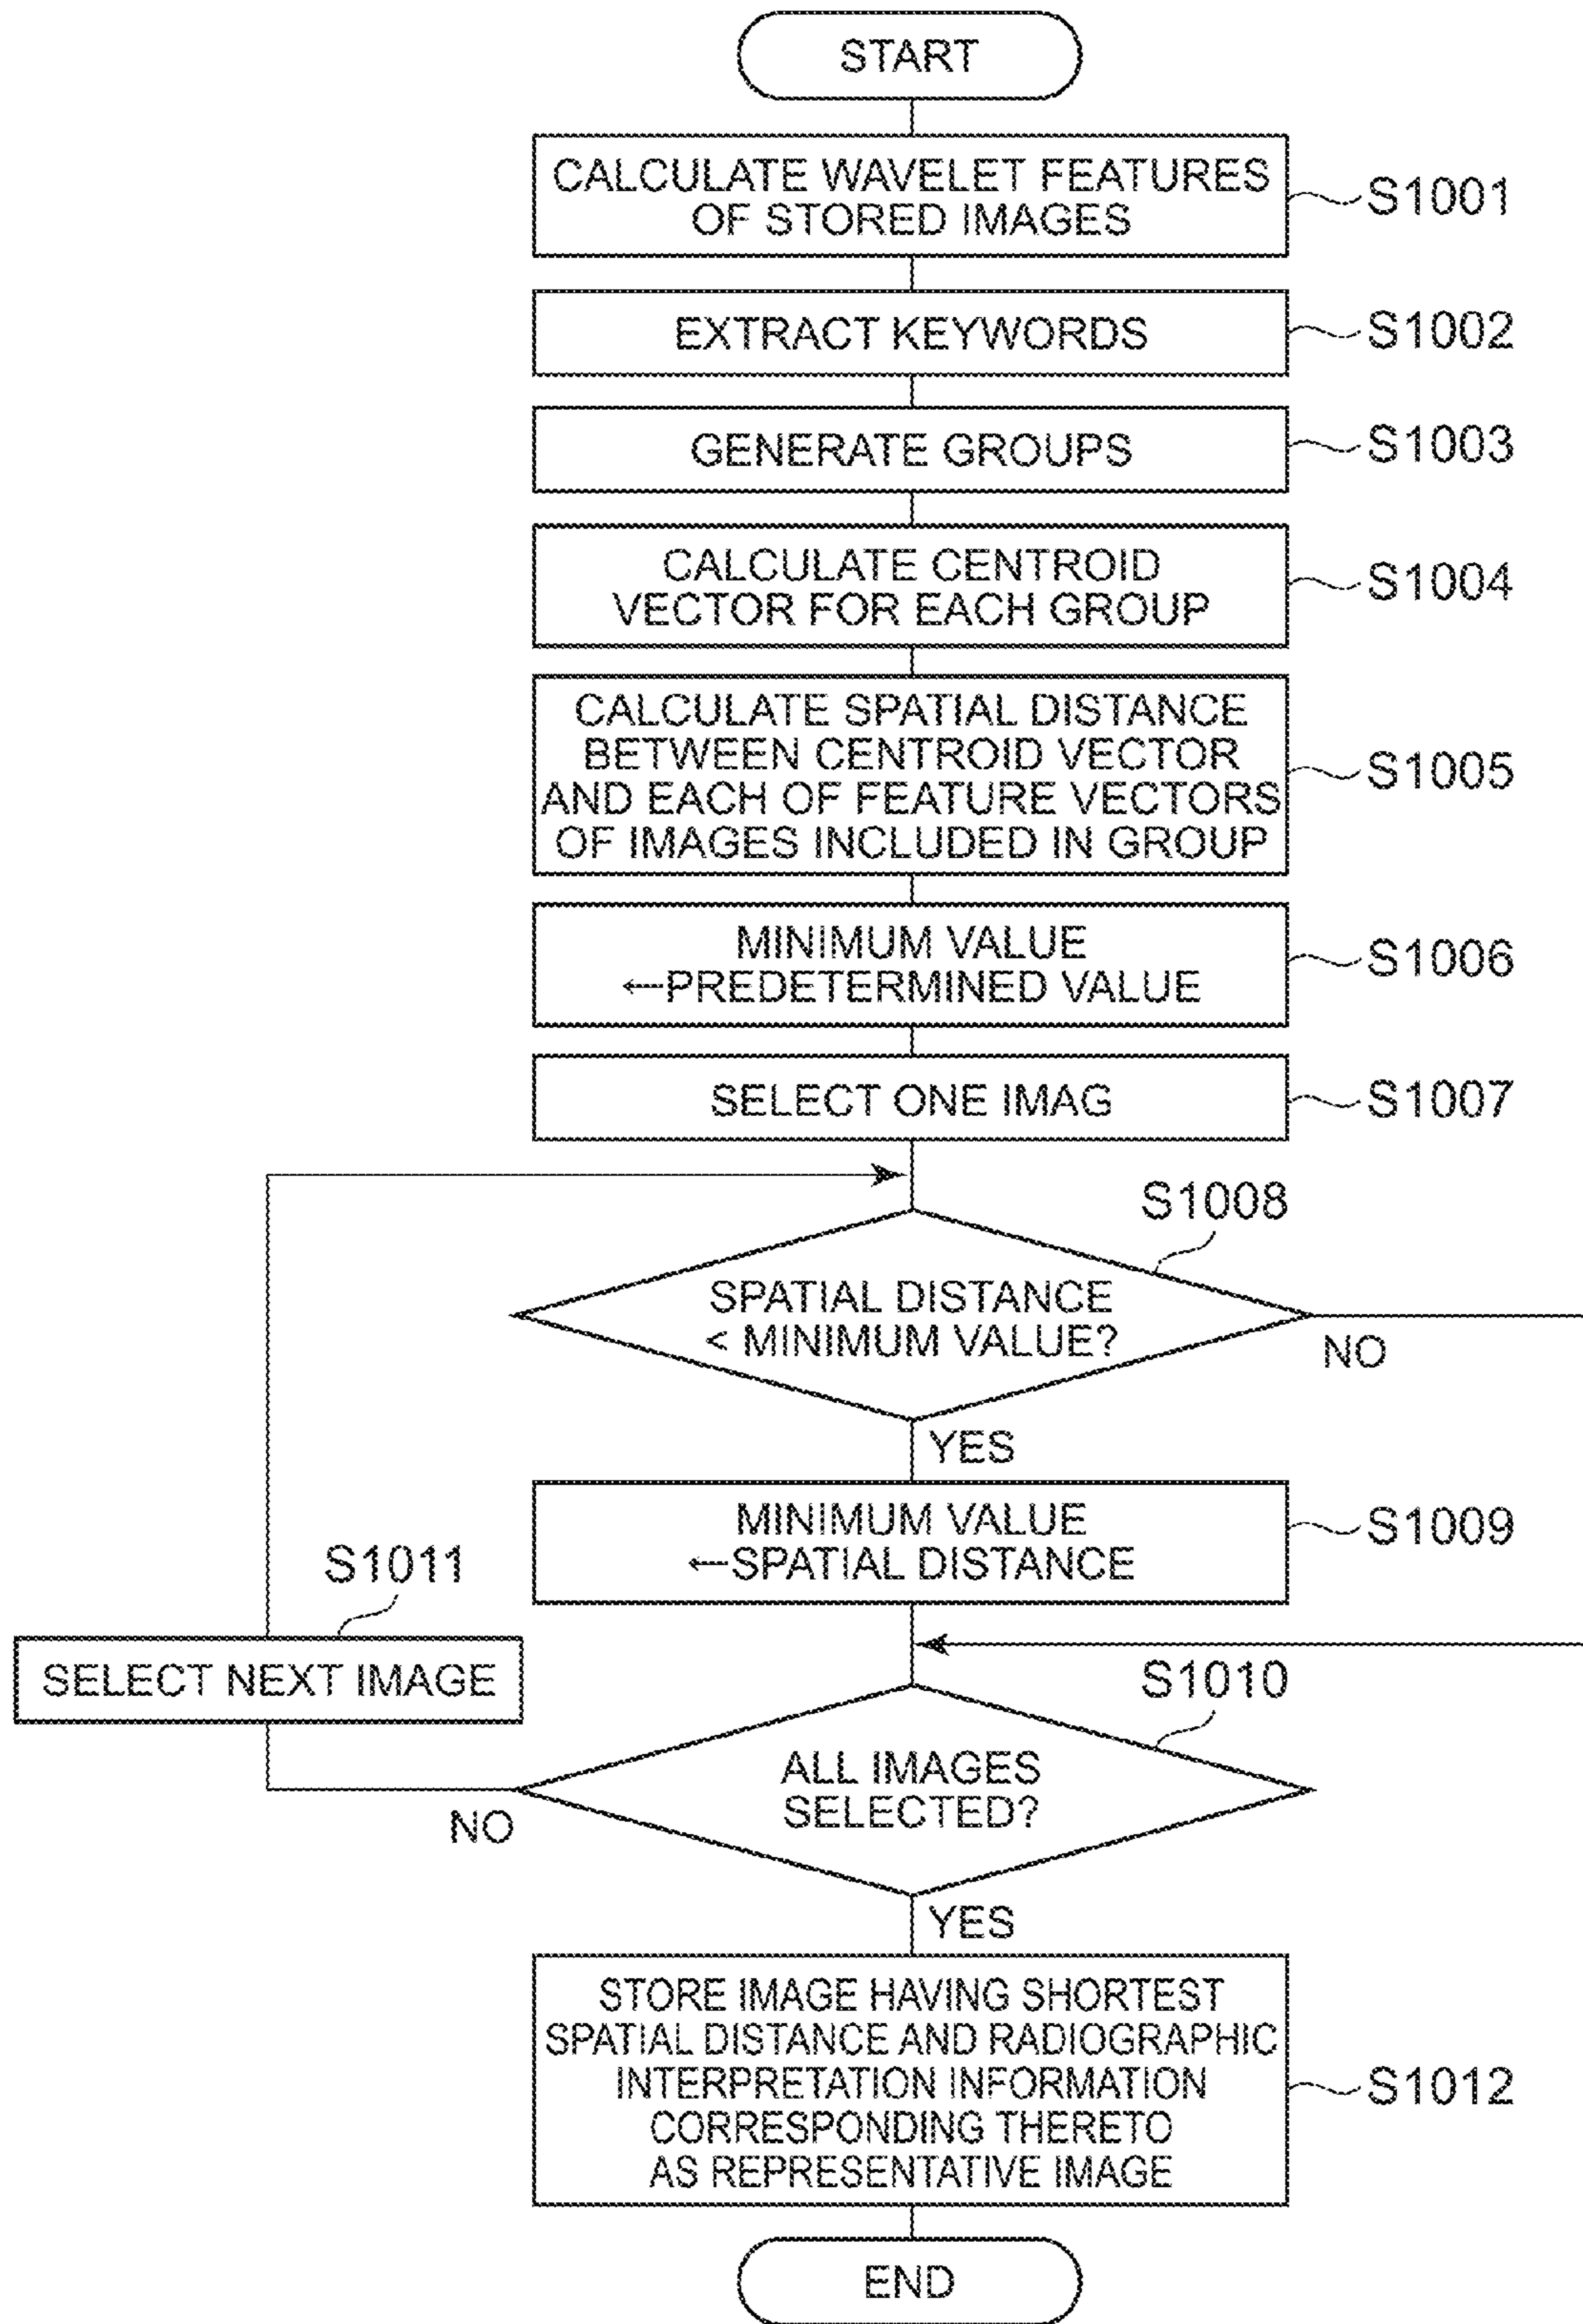 START
CALCULATE WAVELET FEATURES
OF STORED IMAGES
S1001
EXTRACT KEYWORDS
S1002
GENERATE GROUPS
S1003
CALCULATE CENTROID
VECTOR FOR EACH GROUP
S1004
CALCULATE SPATIAL DISTANCE
BETWEEN CENTROID VECTOR
AND EACH OF FEATURE VECTORS
OF IMAGES INCLUDED IN GROUP
S1005
MINIMUM VALUE
←PREDETERMINED VALUE
S1006
SELECT ONE IMAG
S1007
S1008
SPATIAL DISTANCE
< MINIMUM VALUE?
NO
YES
MINIMUM VALUE
←SPATIAL DISTANCE
S1009
S1011
SELECT NEXT IMAGE
S1010
ALL IMAGES
SELECTED?
NO
YES
STORE IMAGE HAVING SHORTEST
SPATIAL DISTANCE AND RADIOGRAPHIC
INTERPRETATION INFORMATION
CORRESPONDING THERETO
AS REPRESENTATIVE IMAGE
S1012
END